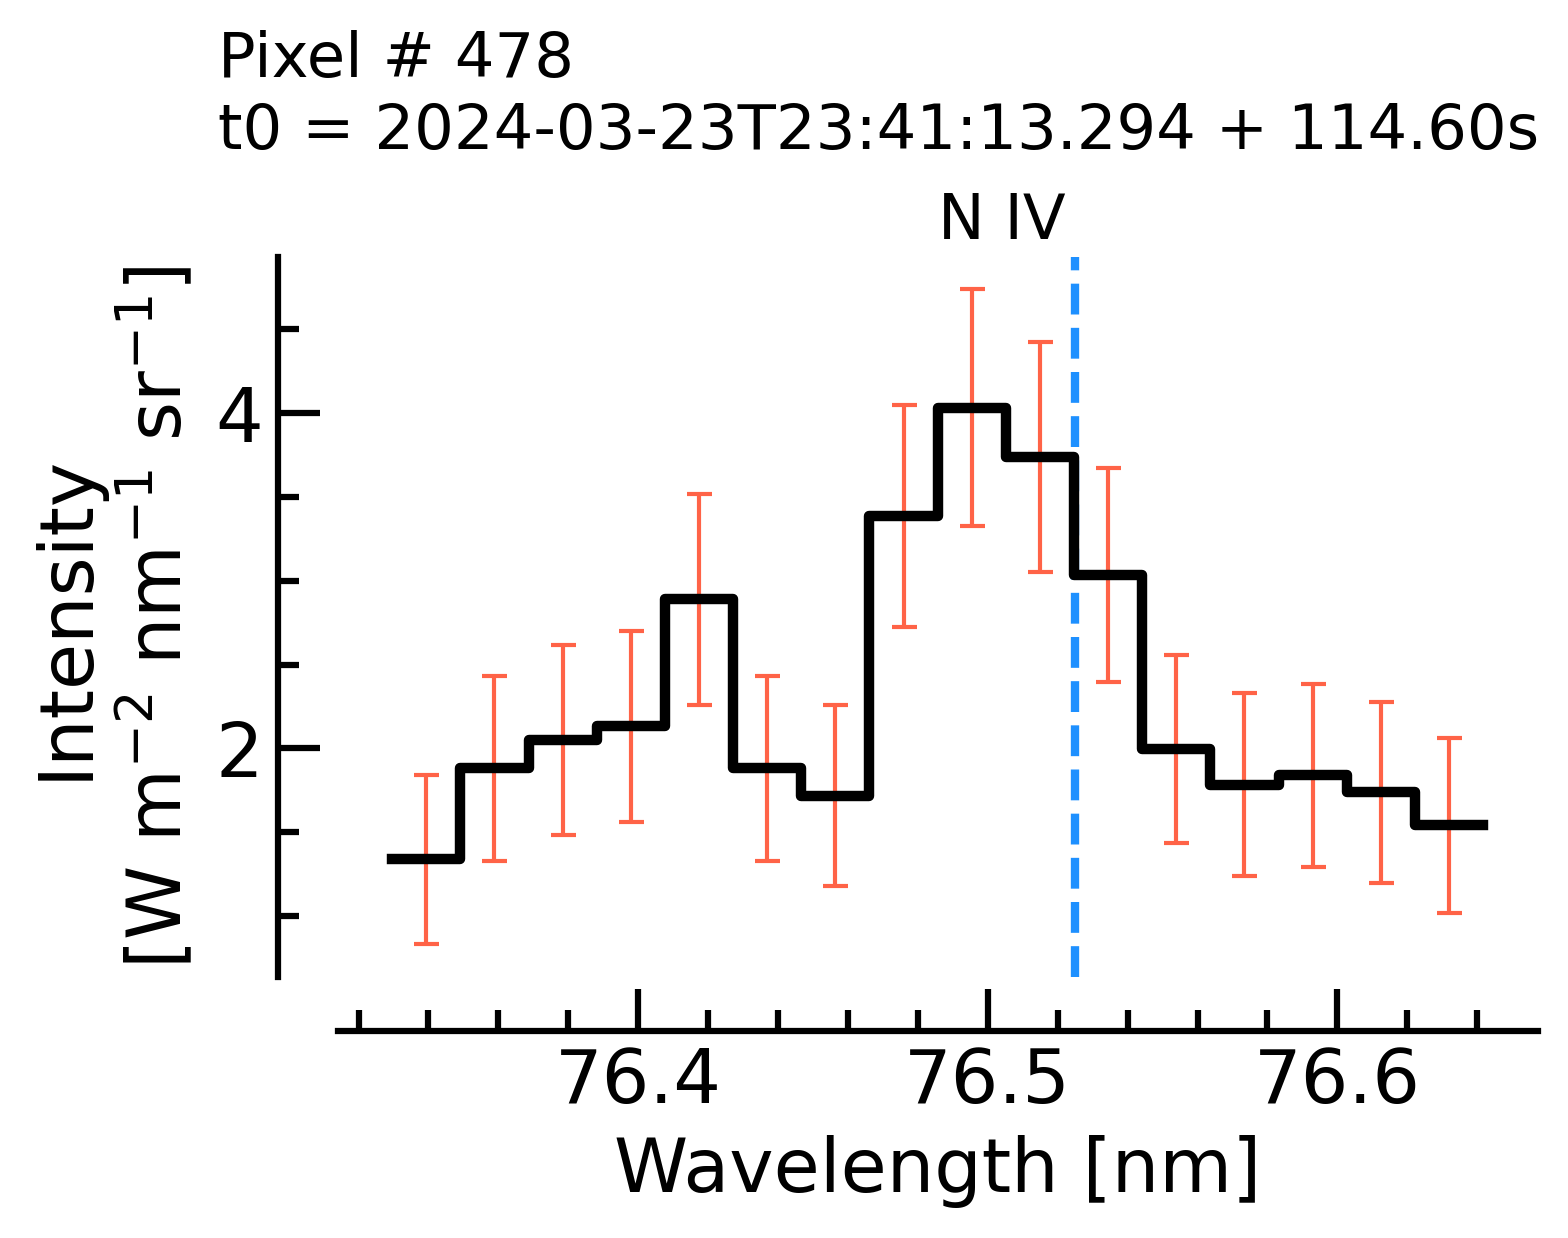 Pixel # 478
t0 = 2024-03-23T23:41:13.294 + 114.60s
N IV
Intensity
[W m⁻² nm⁻¹ sr⁻¹]
4
2
76.4 76.5 76.6
Wavelength [nm]